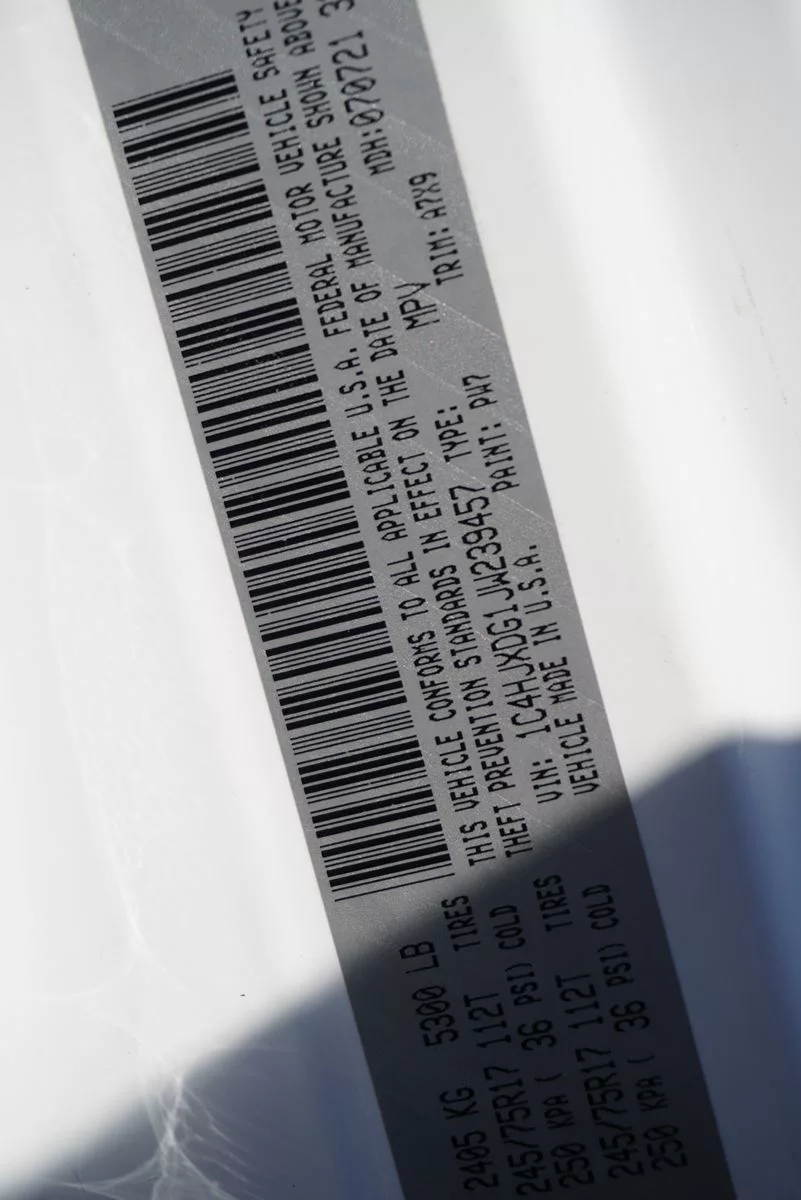 2405 KG 5300 LB
245/75R17 112T TIRES
250 KPA ( 36 PSI) COLD
245/75R17 112T TIRES
250 KPA ( 36 PSI) COLD
THIS VEHICLE CONFORMS TO ALL APPLICABLE U.S.A. FEDERAL MOTOR VEHICLE SAFETY
THEFT PREVENTION STANDARDS IN EFFECT ON THE DATE OF MANUFACTURE SHOWN ABOVE
VIN: 1C4HJXDG1JW239457 TYPE: MPV MDH:070721 3
VEHICLE MADE IN U.S.A. PAINT: PW7 TRIM: A7X9